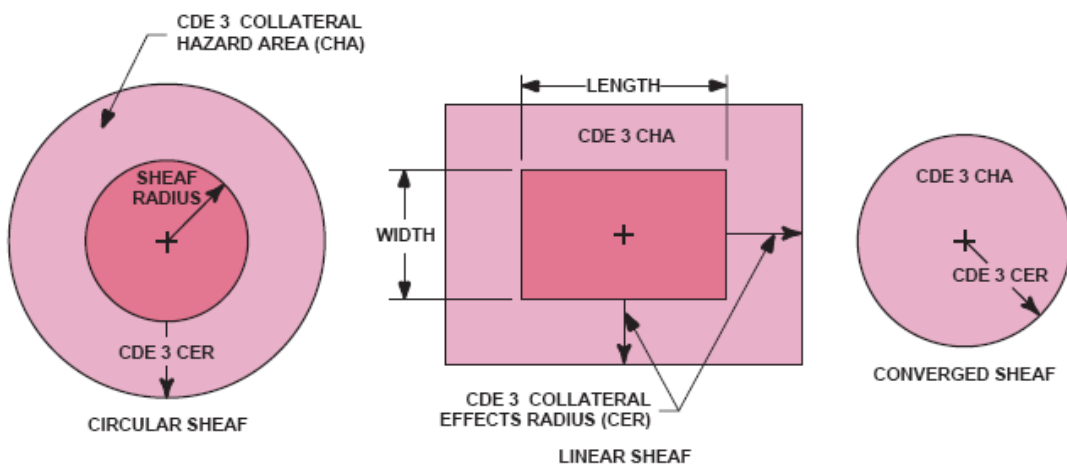 CDE 3 COLLATERAL
HAZARD AREA (CHA)
SHEAF
RADIUS
CDE 3 CER
CIRCULAR SHEAF
LENGTH
CDE 3 CHA
WIDTH
CDE 3 COLLATERAL
EFFECTS RADIUS (CER)
LINEAR SHEAF
CDE 3 CHA
CDE 3 CER
CONVERGED SHEAF